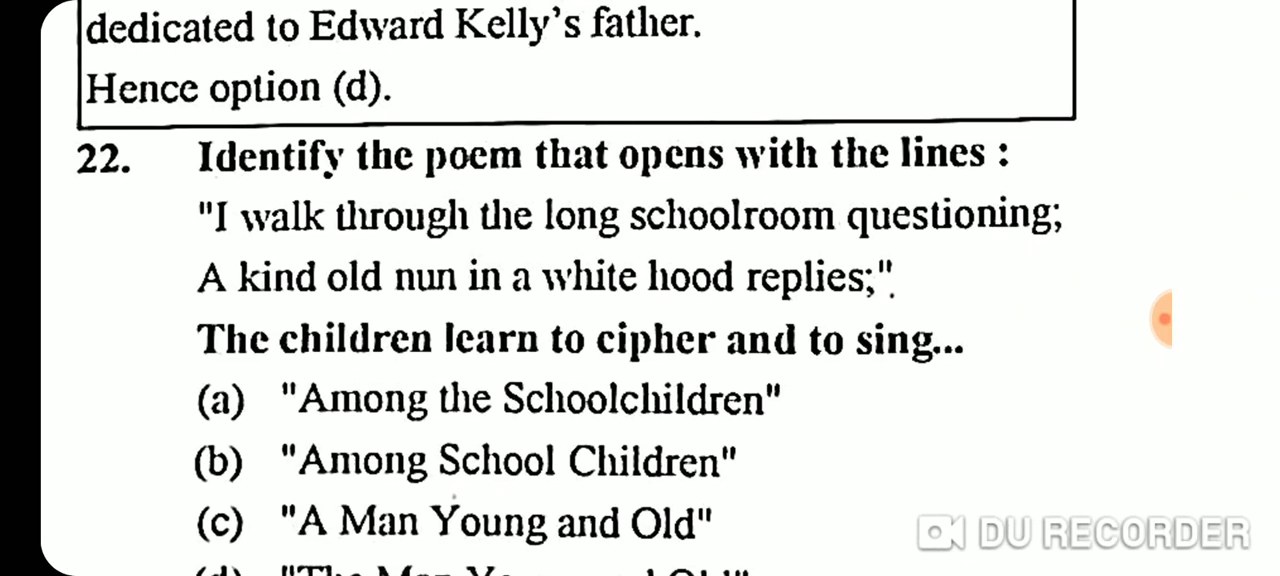 dedicated to Edward Kelly's father.
Hence option (d).
22. Identify the poem that opens with the lines :
"I walk through the long schoolroom questioning;
A kind old nun in a white hood replies;".
The children learn to cipher and to sing...
(a) "Among the Schoolchildren"
(b) "Among School Children"
(c) "A Man Young and Old"
DU RECORDER